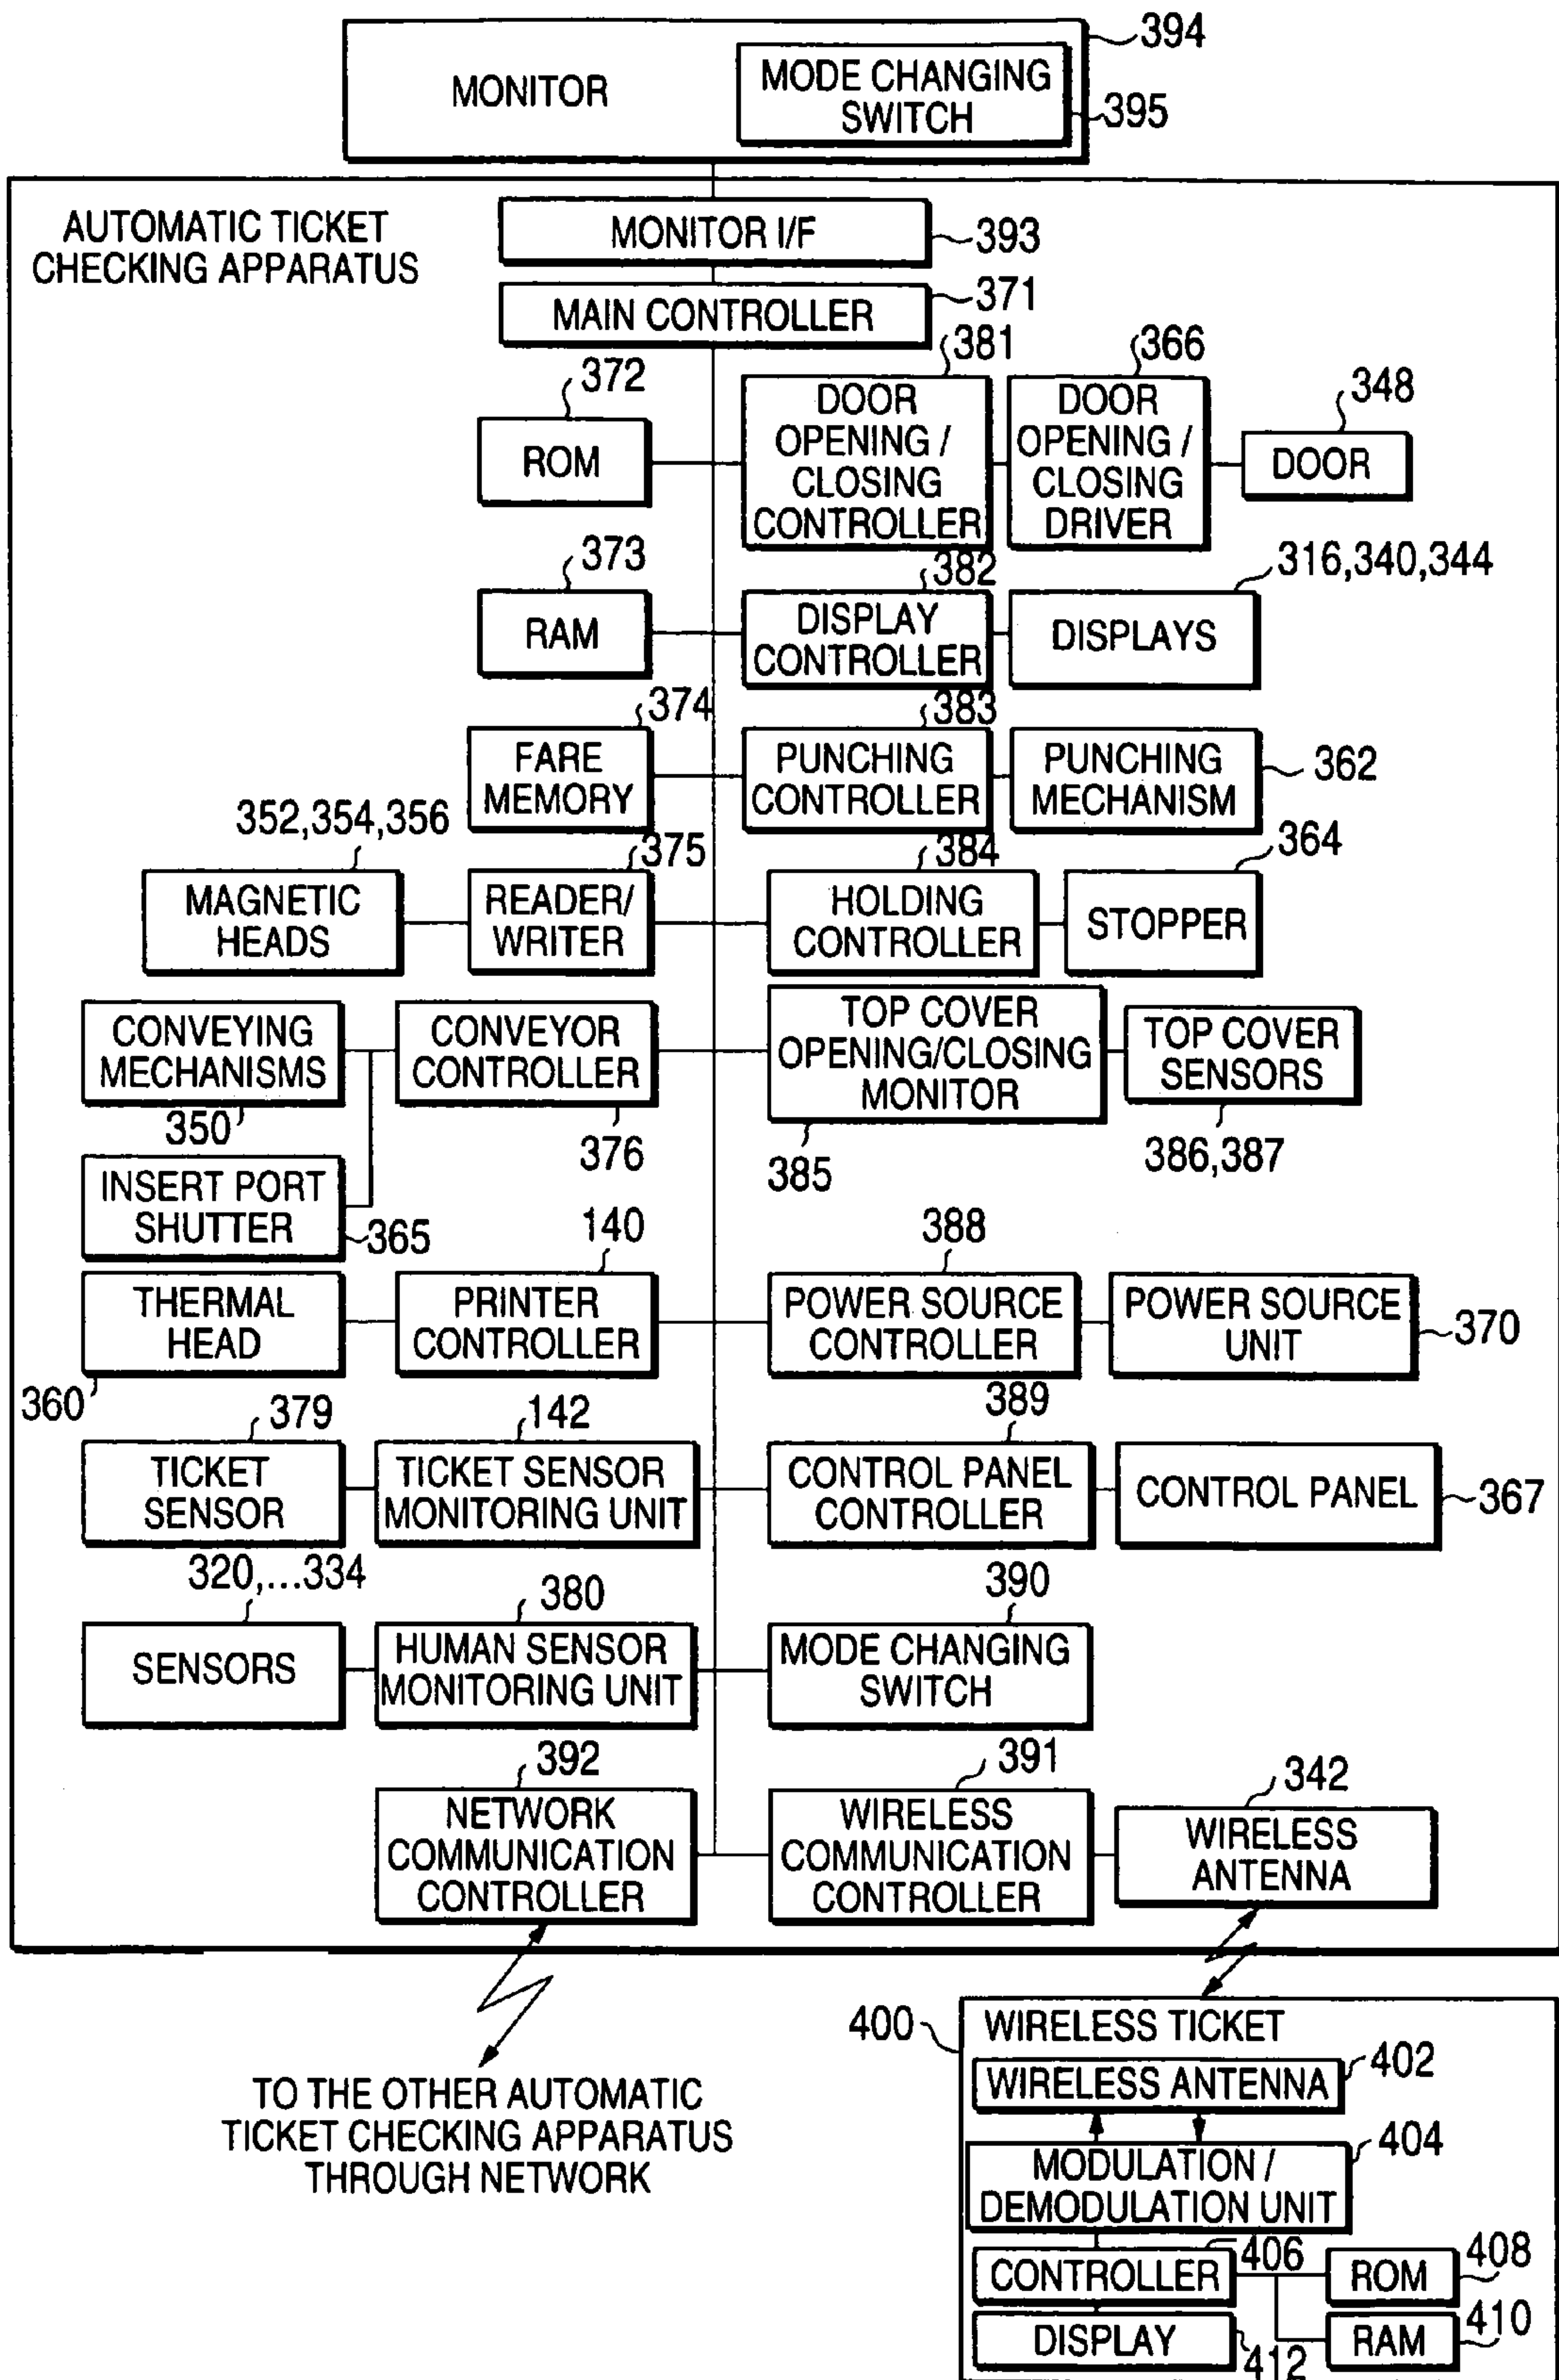 394
MONITOR
MODE CHANGING
SWITCH
395
AUTOMATIC TICKET
CHECKING APPARATUS
MONITOR I/F
393
MAIN CONTROLLER
371
372
ROM
381
DOOR
OPENING /
CLOSING
CONTROLLER
366
DOOR
OPENING /
CLOSING
DRIVER
348
DOOR
373
RAM
382
DISPLAY
CONTROLLER
316,340,344
DISPLAYS
374
FARE
MEMORY
383
PUNCHING
CONTROLLER
PUNCHING
MECHANISM
362
352,354,356
MAGNETIC
HEADS
375
READER/
WRITER
384
HOLDING
CONTROLLER
364
STOPPER
CONVEYING
MECHANISMS
350
CONVEYOR
CONTROLLER
376
TOP COVER
OPENING/CLOSING
MONITOR
385
TOP COVER
SENSORS
386,387
INSERT PORT
SHUTTER
365
THERMAL
HEAD
360
140
PRINTER
CONTROLLER
388
POWER SOURCE
CONTROLLER
POWER SOURCE
UNIT
370
379
TICKET
SENSOR
142
TICKET SENSOR
MONITORING UNIT
389
CONTROL PANEL
CONTROLLER
CONTROL PANEL
367
320,...334
SENSORS
380
HUMAN SENSOR
MONITORING UNIT
390
MODE CHANGING
SWITCH
392
NETWORK
COMMUNICATION
CONTROLLER
391
WIRELESS
COMMUNICATION
CONTROLLER
342
WIRELESS
ANTENNA
TO THE OTHER AUTOMATIC
TICKET CHECKING APPARATUS
THROUGH NETWORK
400
WIRELESS TICKET
WIRELESS ANTENNA
402
MODULATION /
DEMODULATION UNIT
404
CONTROLLER
406
ROM
408
DISPLAY
412
RAM
410